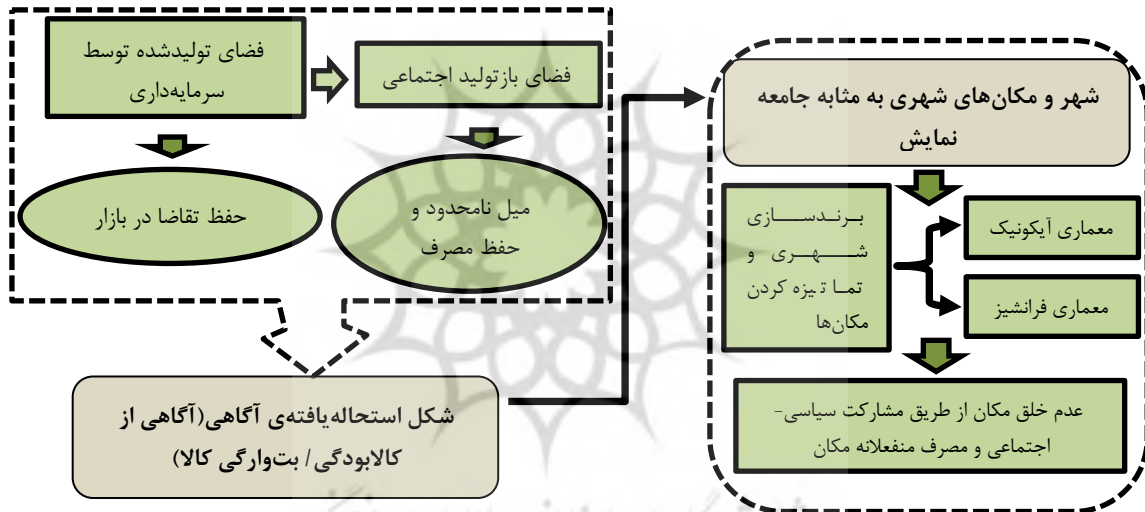 فضای تولیدشده توسط
سرمایه‌داری
فضای بازتولید اجتماعی
حفظ تقاضا در بازار
میل نامحدود و
حفظ مصرف
شکل استحاله‌یافته‌ی آگاهی(آگاهی از
کالابودگی/ بت‌وارگی کالا)
شهر و مکان‌های شهری به مثابه جامعه
نمایش
برندسازی
شهری و
تماتیزه کردن
مکان‌ها
معماری آیکونیک
معماری فرانشیز
عدم خلق مکان از طریق مشارکت سیاسی-
اجتماعی و مصرف منفعلانه مکان